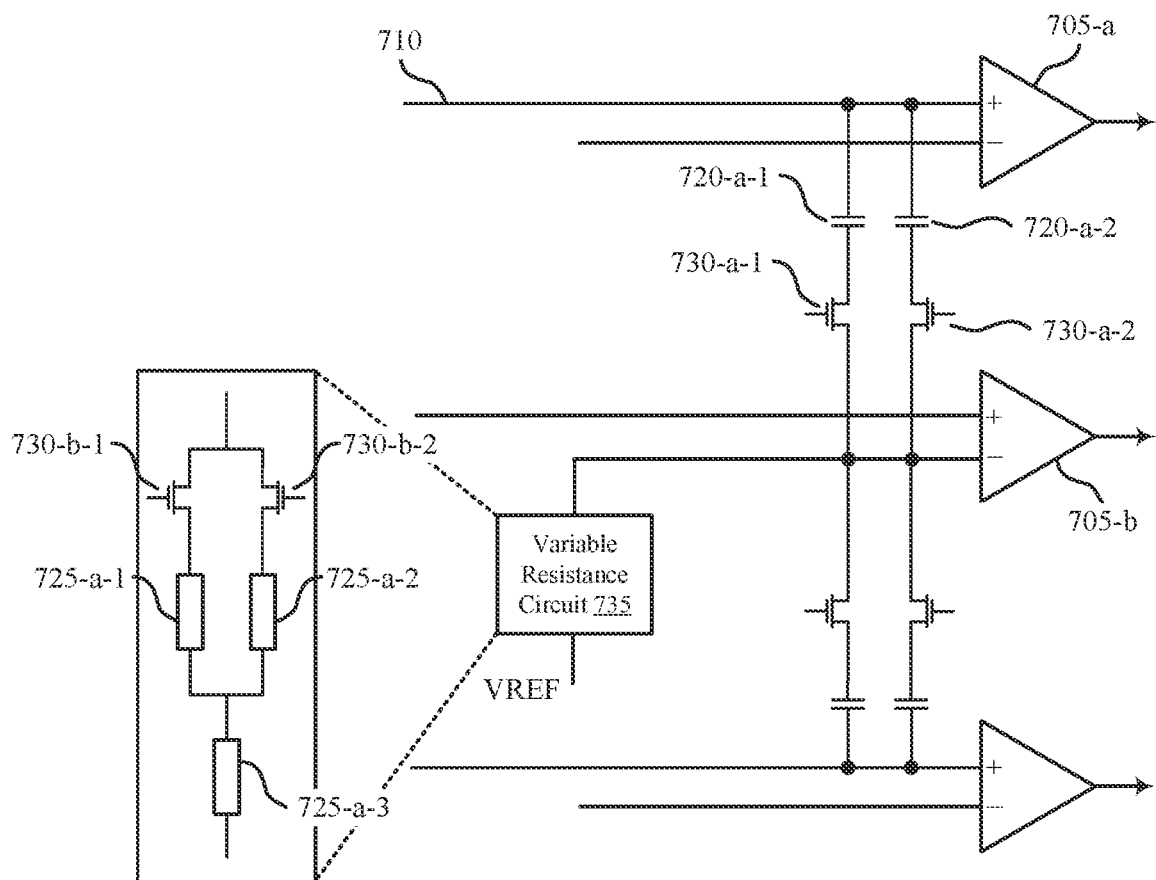 710
705-a
+
−
720-a-1
720-a-2
730-a-1
730-a-2
730-b-1
730-b-2
+
−
705-b
725-a-1
725-a-2
Variable
Resistance
Circuit 735
VREF
725-a-3
+
−